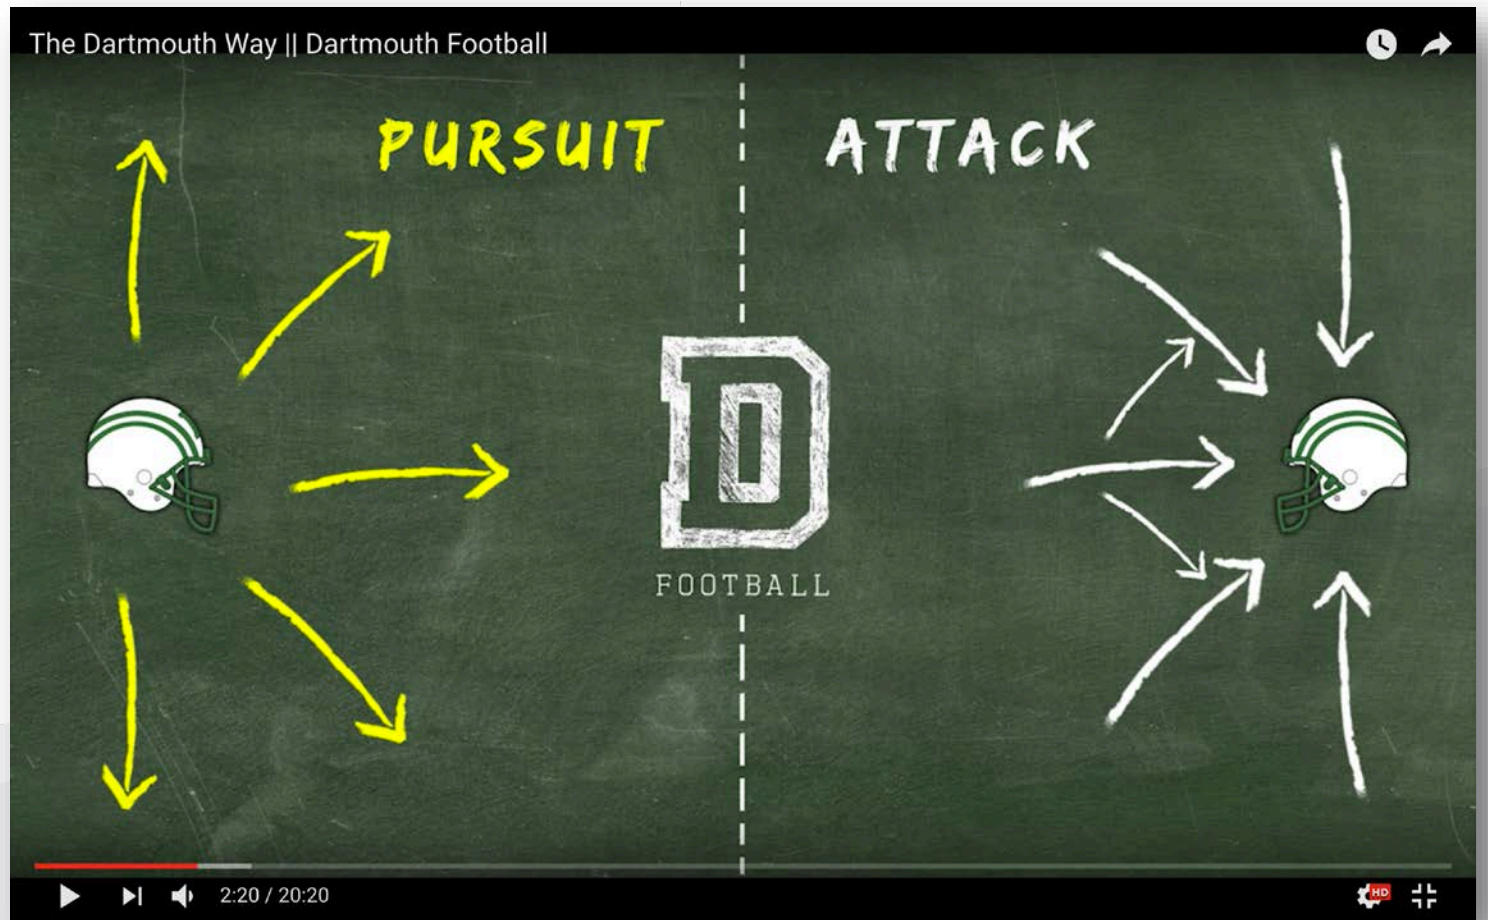 The Dartmouth Way || Dartmouth Football
PURSUIT
ATTACK
D
FOOTBALL
2:20 / 20:20
HD